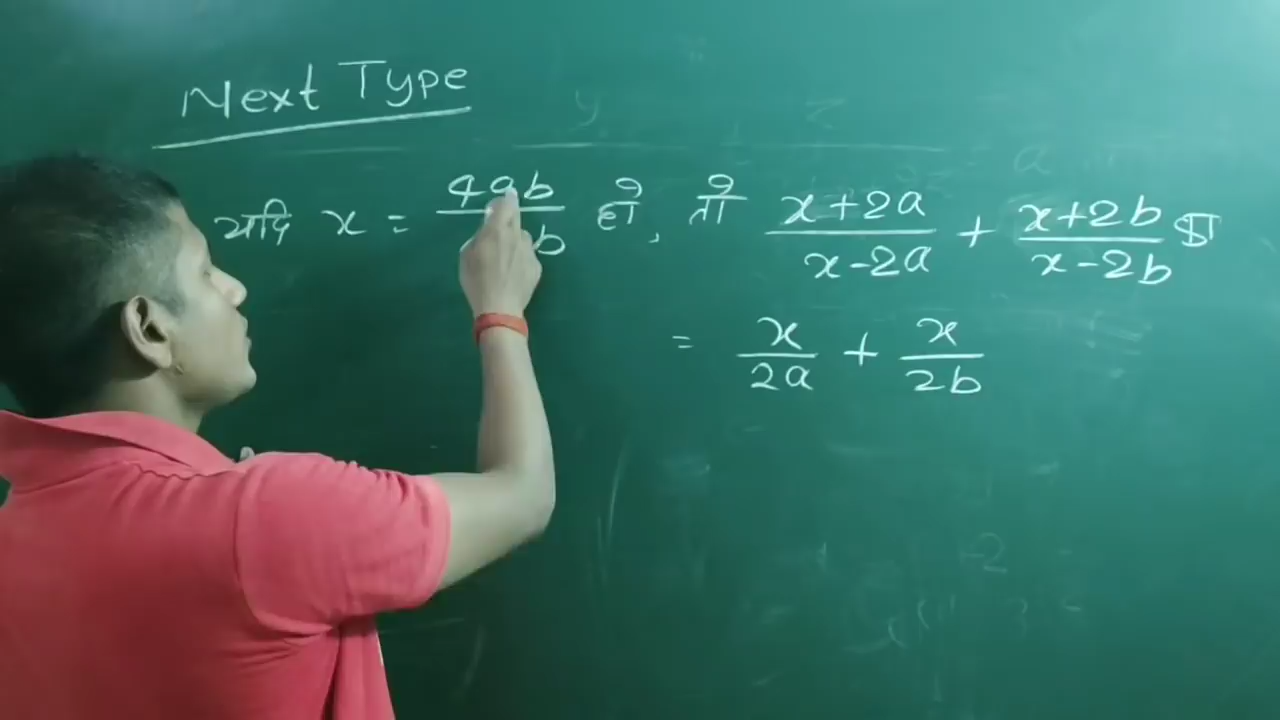 Next Type
यदि x = 4ab / b हो, तो x+2a / x-2a + x+2b / x-2b का
= x / 2a + x / 2b